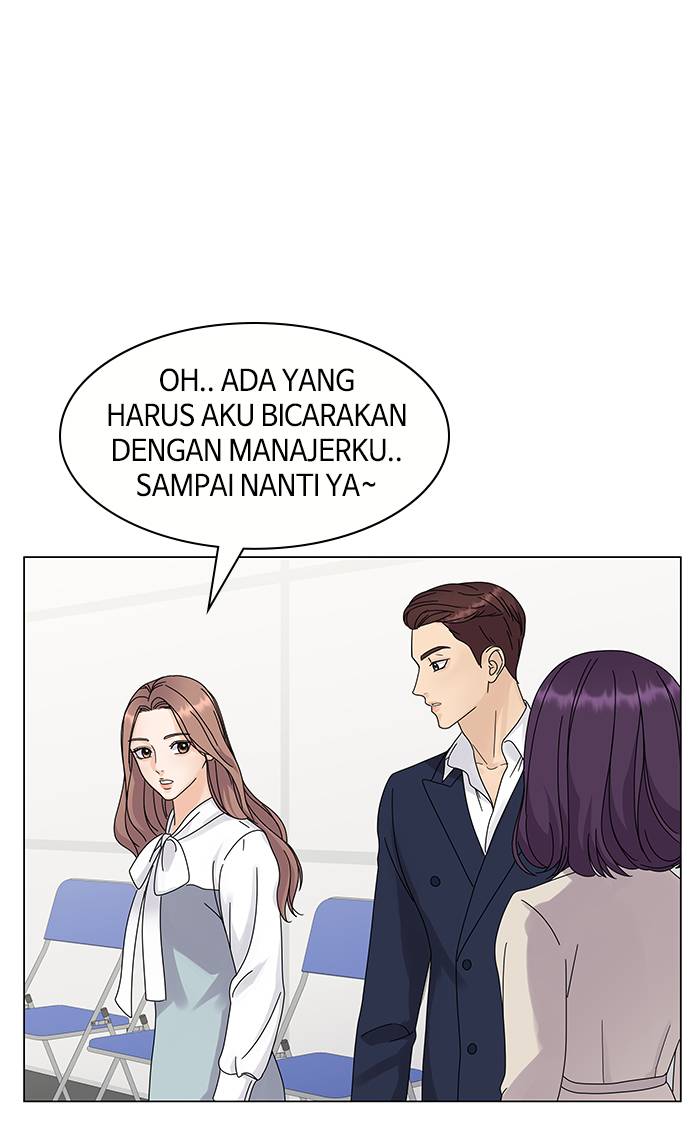 OH.. ADA YANG
HARUS AKU BICARAKAN
DENGAN MANAJERKU..
SAMPAI NANTI YA~